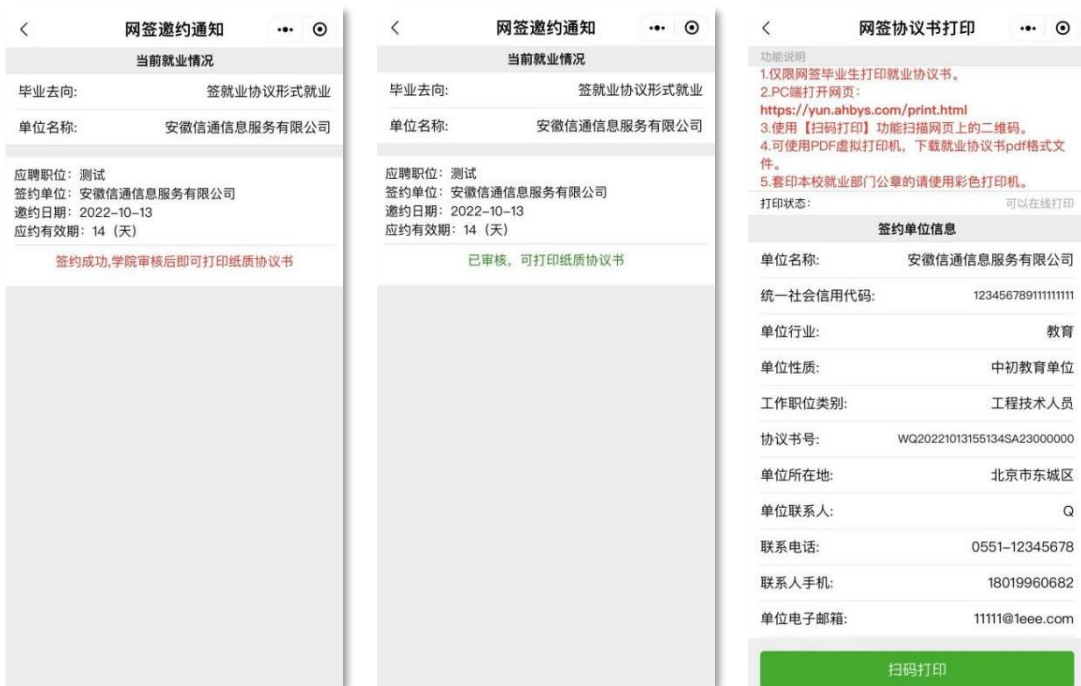 网签邀约通知
当前就业情况
毕业去向: 签就业协议形式就业
单位名称: 安徽信通信息服务有限公司
应聘职位：测试
签约单位：安徽信通信息服务有限公司
邀约日期：2022-10-13
应约有效期：14（天）
签约成功,学院审核后即可打印纸质协议书
网签邀约通知
当前就业情况
毕业去向: 签就业协议形式就业
单位名称: 安徽信通信息服务有限公司
应聘职位：测试
签约单位：安徽信通信息服务有限公司
邀约日期：2022-10-13
应约有效期：14（天）
已审核，可打印纸质协议书
网签协议书打印
功能说明
1.仅限网签毕业生打印就业协议书。
2.PC端打开网页：
https://yun.ahbys.com/print.html
3.使用【扫码打印】功能扫描网页上的二维码。
4.可使用PDF虚拟打印机，下载就业协议书pdf格式文
件。
5.套印本校就业部门公章的请使用彩色打印机。
打印状态: 可以在线打印
签约单位信息
单位名称: 安徽信通信息服务有限公司
统一社会信用代码: 123456789111111111
单位行业: 教育
单位性质: 中初教育单位
工作职位类别: 工程技术人员
协议书号: WQ20221013155134SA23000000
单位所在地: 北京市东城区
单位联系人: Q
联系电话: 0551-12345678
联系人手机: 18019960682
单位电子邮箱: 11111@1eee.com
扫码打印